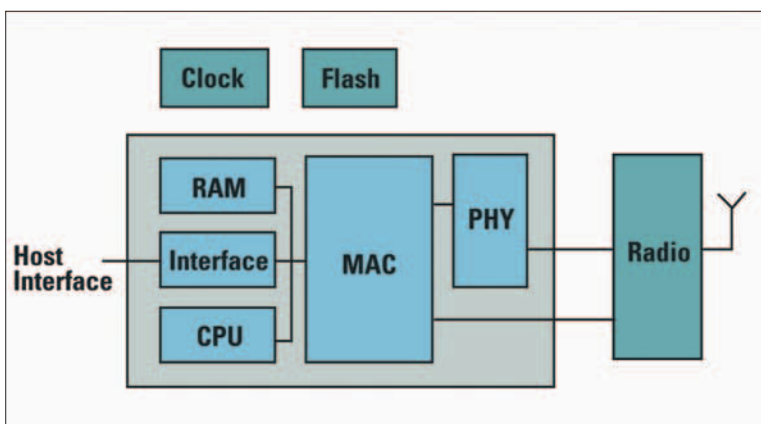 Clock
Flash
RAM
Host
Interface
Interface
CPU
MAC
PHY
Radio